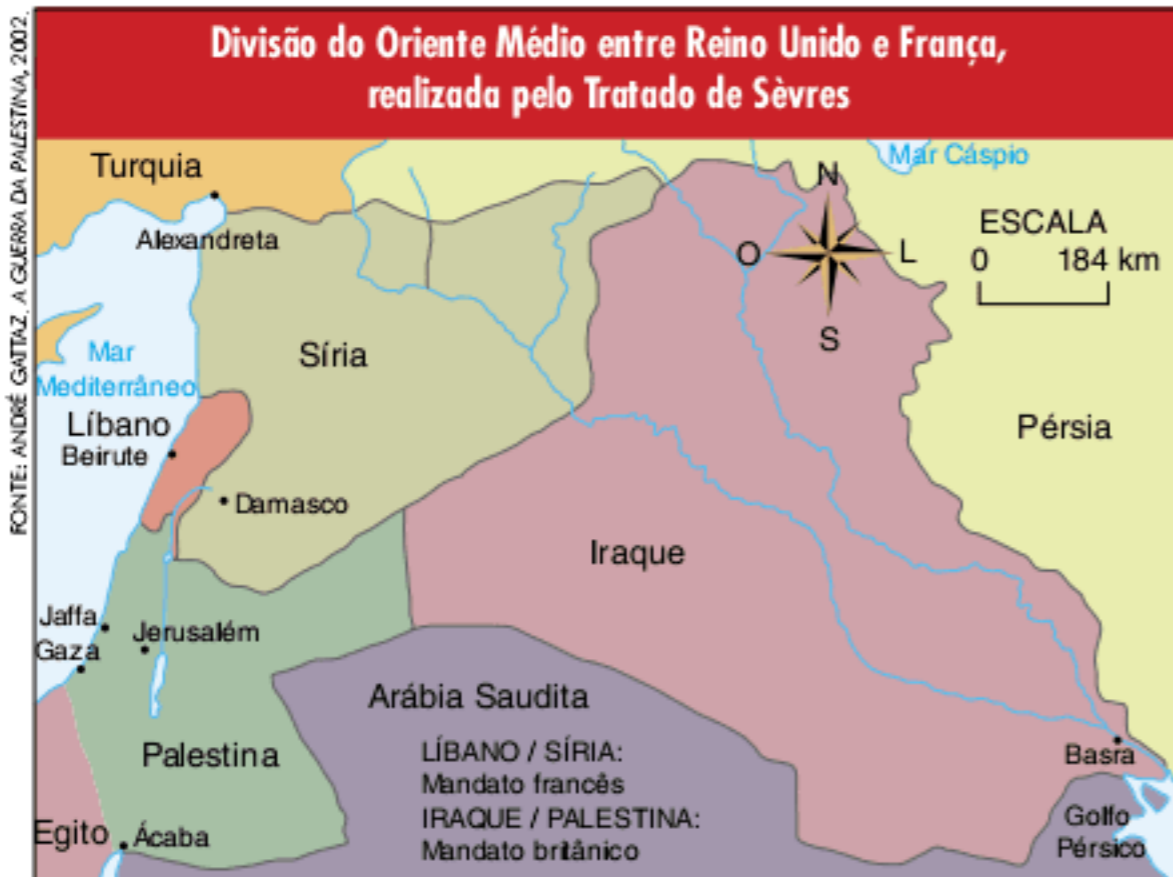 Divisão do Oriente Médio entre Reino Unido e França,
realizada pelo Tratado de Sèvres
FONTE: ANDRÉ GATTAZ. A GUERRA DA PALESTINA, 2002.
Turquia
Mar Cáspio
N
Alexandreta
ESCALA
O
L
0 184 km
S
Mar
Mediterrâneo
Síria
Líbano
Beirute
Pérsia
Damasco
Iraque
Jaffa
Jerusalém
Gaza
Arábia Saudita
Palestina
LÍBANO / SÍRIA:
Mandato francês
IRAQUE / PALESTINA:
Mandato britânico
Basra
Golfo
Pérsico
Egito
Ácaba